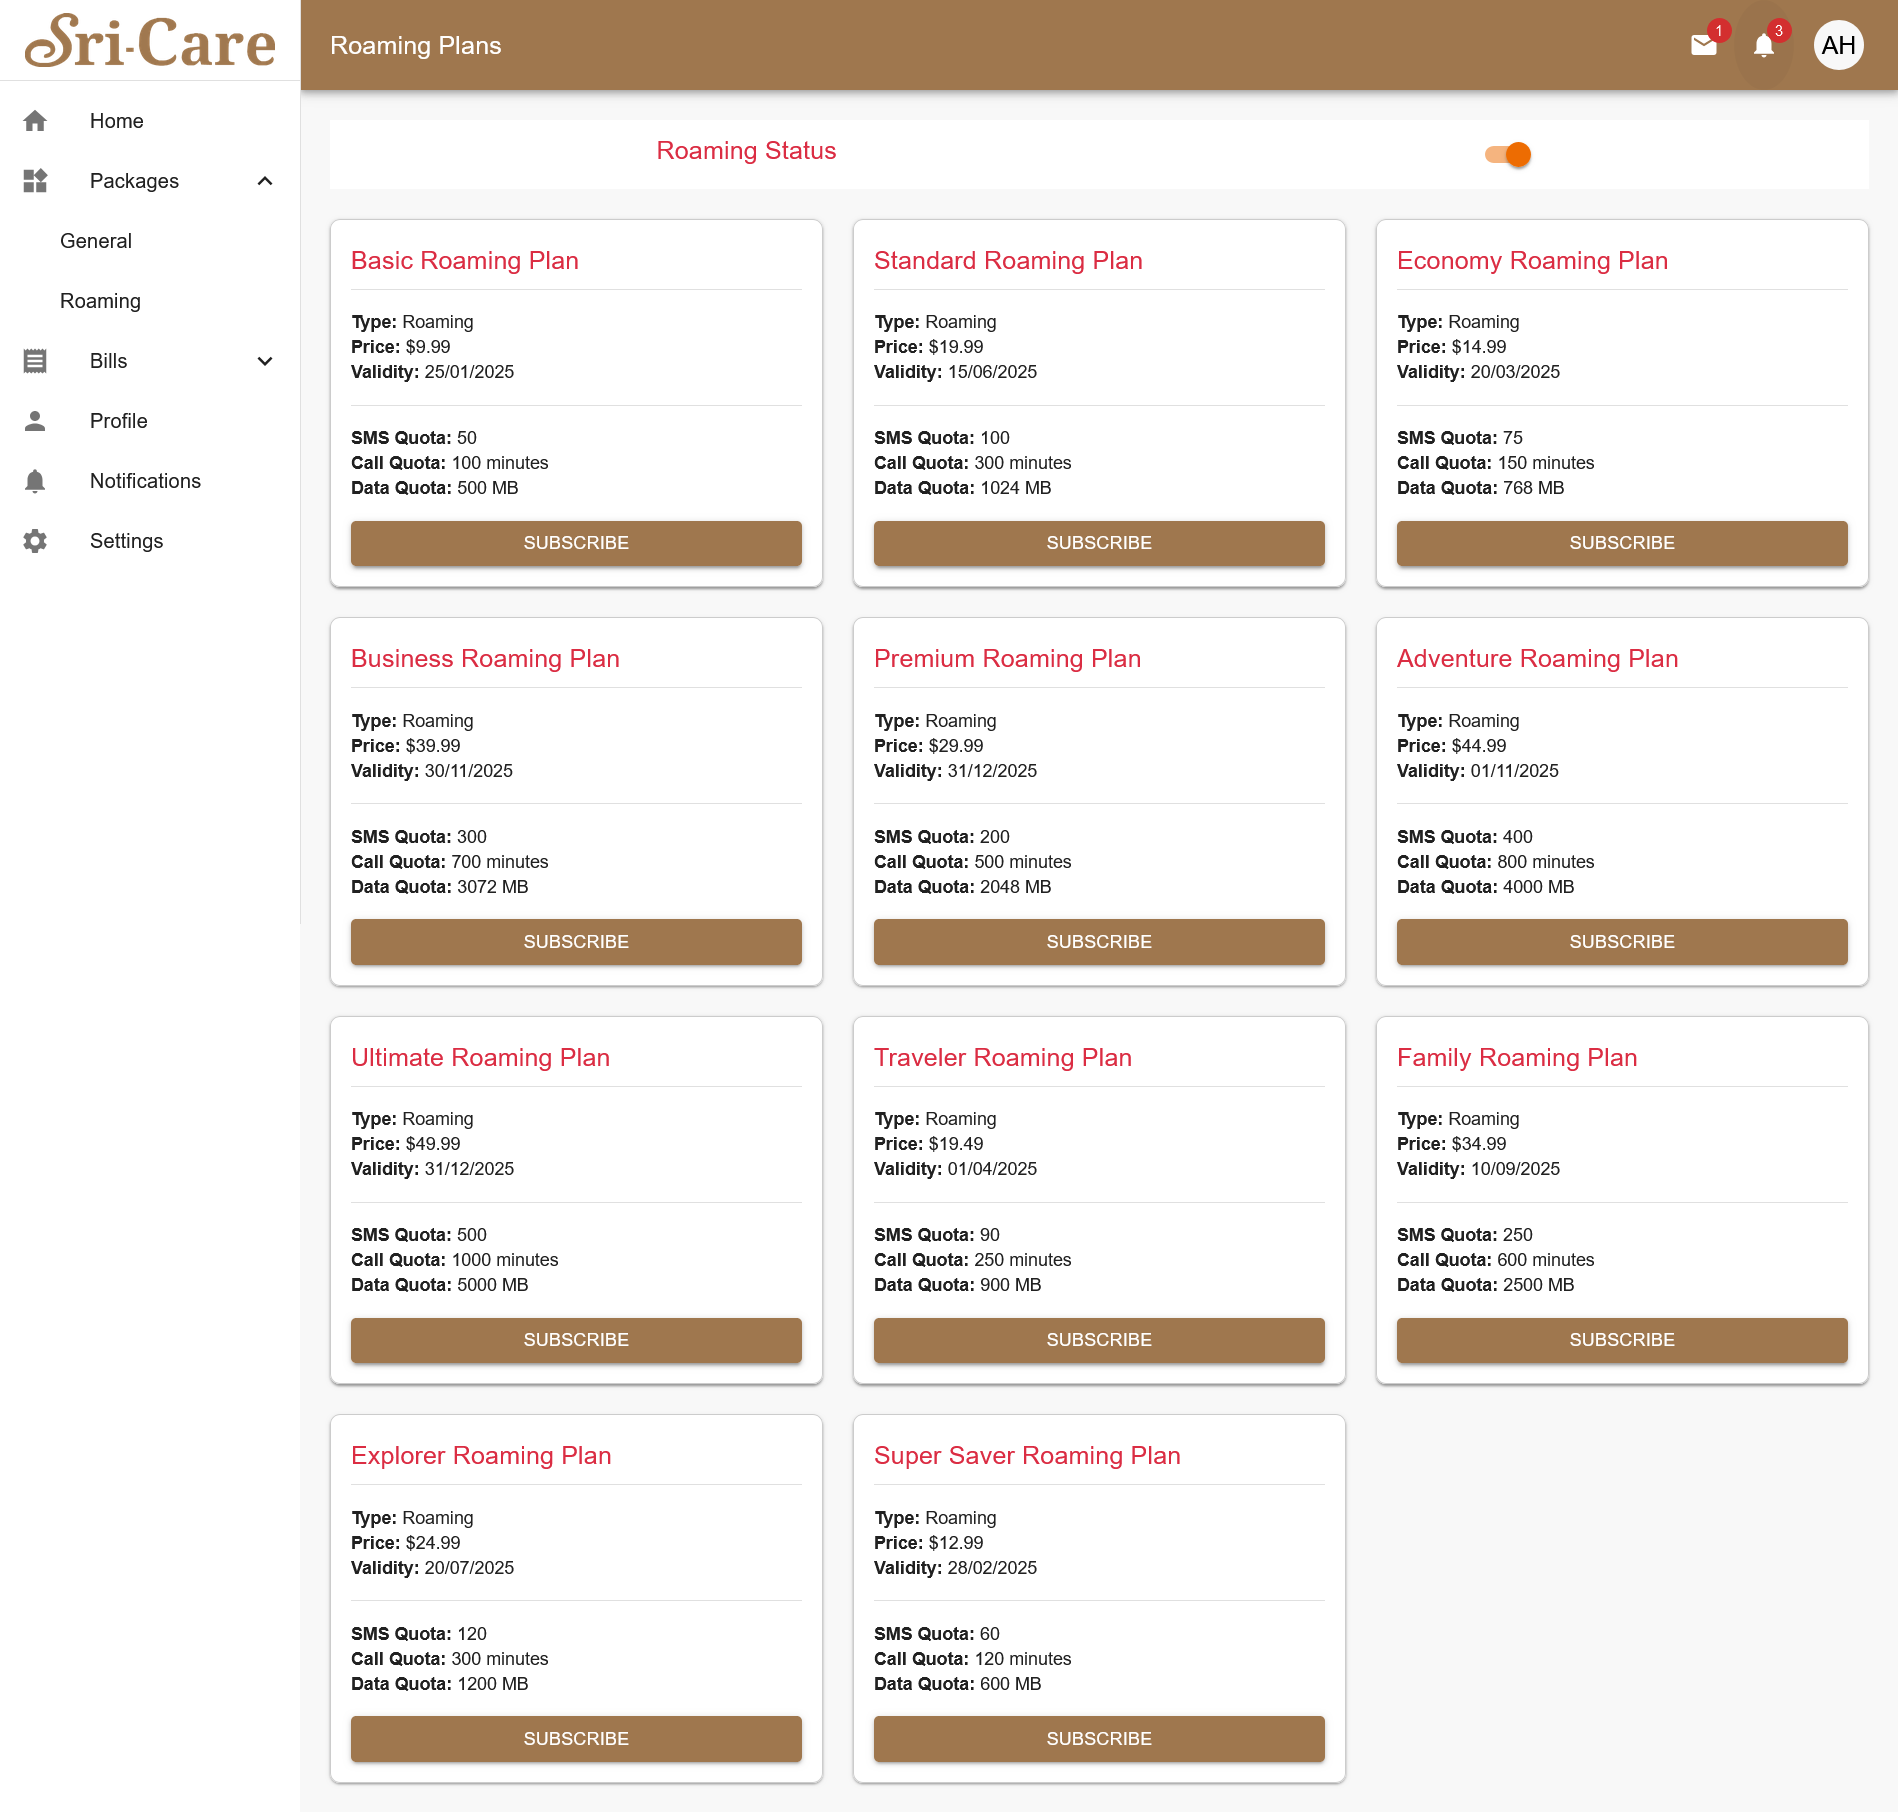 Sri-Care
Roaming Plans
1
3
AH
Home
Packages
General
Roaming
Bills
Profile
Notifications
Settings
Roaming Status
Basic Roaming Plan
Type: Roaming
Price: $9.99
Validity: 25/01/2025
SMS Quota: 50
Call Quota: 100 minutes
Data Quota: 500 MB
SUBSCRIBE
Standard Roaming Plan
Type: Roaming
Price: $19.99
Validity: 15/06/2025
SMS Quota: 100
Call Quota: 300 minutes
Data Quota: 1024 MB
SUBSCRIBE
Economy Roaming Plan
Type: Roaming
Price: $14.99
Validity: 20/03/2025
SMS Quota: 75
Call Quota: 150 minutes
Data Quota: 768 MB
SUBSCRIBE
Business Roaming Plan
Type: Roaming
Price: $39.99
Validity: 30/11/2025
SMS Quota: 300
Call Quota: 700 minutes
Data Quota: 3072 MB
SUBSCRIBE
Premium Roaming Plan
Type: Roaming
Price: $29.99
Validity: 31/12/2025
SMS Quota: 200
Call Quota: 500 minutes
Data Quota: 2048 MB
SUBSCRIBE
Adventure Roaming Plan
Type: Roaming
Price: $44.99
Validity: 01/11/2025
SMS Quota: 400
Call Quota: 800 minutes
Data Quota: 4000 MB
SUBSCRIBE
Ultimate Roaming Plan
Type: Roaming
Price: $49.99
Validity: 31/12/2025
SMS Quota: 500
Call Quota: 1000 minutes
Data Quota: 5000 MB
SUBSCRIBE
Traveler Roaming Plan
Type: Roaming
Price: $19.49
Validity: 01/04/2025
SMS Quota: 90
Call Quota: 250 minutes
Data Quota: 900 MB
SUBSCRIBE
Family Roaming Plan
Type: Roaming
Price: $34.99
Validity: 10/09/2025
SMS Quota: 250
Call Quota: 600 minutes
Data Quota: 2500 MB
SUBSCRIBE
Explorer Roaming Plan
Type: Roaming
Price: $24.99
Validity: 20/07/2025
SMS Quota: 120
Call Quota: 300 minutes
Data Quota: 1200 MB
SUBSCRIBE
Super Saver Roaming Plan
Type: Roaming
Price: $12.99
Validity: 28/02/2025
SMS Quota: 60
Call Quota: 120 minutes
Data Quota: 600 MB
SUBSCRIBE